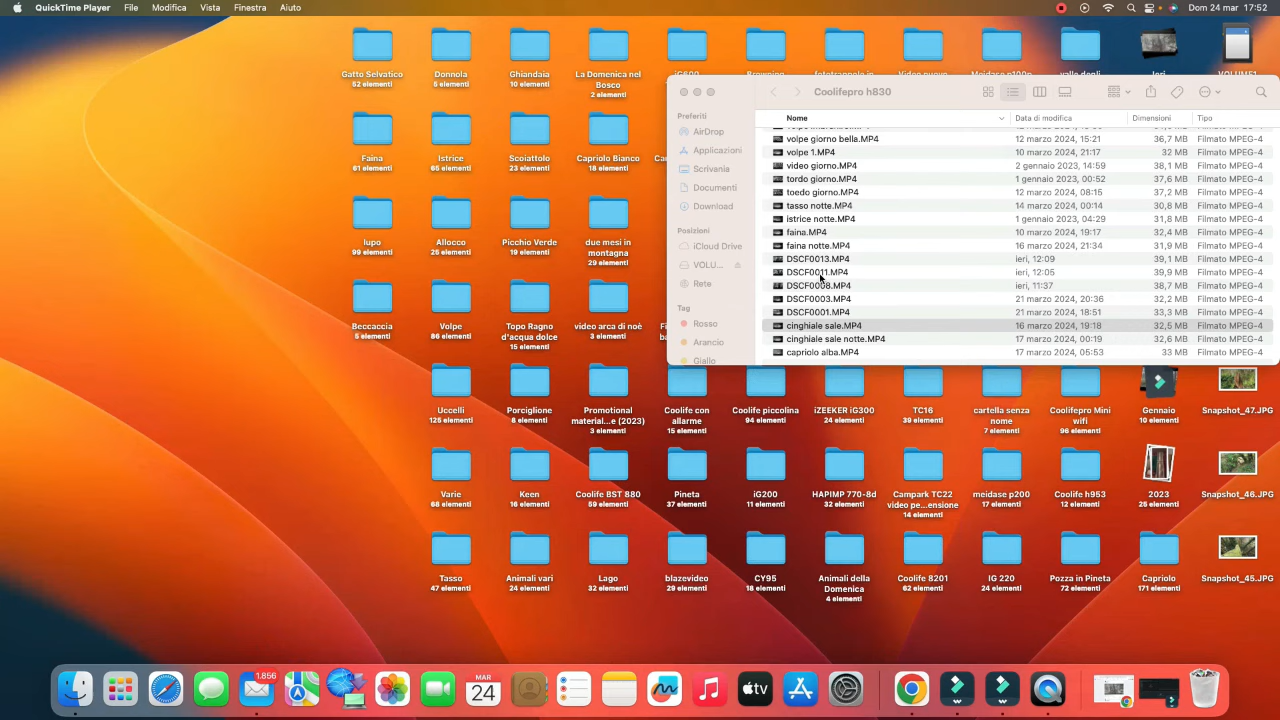 QuickTime Player File Modifica Vista Finestra Aiuto Dom 24 mar 17:52
Gatto Selvatico Donnola Ghiandaia La Domenica nel Bosco
52 elementi 5 elementi 10 elementi 2 elementi
Faina Istrice Scoiattolo Capriolo Bianco
61 elementi 65 elementi 23 elementi 18 elementi
lupo Allocco Picchio Verde due mesi in montagna
99 elementi 25 elementi 19 elementi 63 elementi
Beccaccia Volpe Topo Ragno d'acqua dolce video arca di noè
5 elementi 86 elementi 15 elementi 3 elementi
Coolifepro h830
Preferiti
AirDrop
Applicazioni
Scrivania
Documenti
Download
Posizioni
iCloud Drive
VOLU...
Rete
Tag
Rosso
Arancio
Giallo
Nome Data di modifica Dimensioni Tipo
volpe giorno bella.MP4 12 marzo 2024, 15:21 36,7 MB Filmato MPEG-4
volpe 1.MP4 10 marzo 2024, 21:17 32 MB Filmato MPEG-4
video giorno.MP4 2 gennaio 2023, 14:59 38,1 MB Filmato MPEG-4
tordo giorno.MP4 1 gennaio 2023, 00:52 37,6 MB Filmato MPEG-4
toedo giorno.MP4 12 marzo 2024, 08:15 37,2 MB Filmato MPEG-4
tasso notte.MP4 14 marzo 2024, 00:14 30,8 MB Filmato MPEG-4
istrice notte.MP4 1 gennaio 2023, 04:29 31,8 MB Filmato MPEG-4
faina.MP4 10 marzo 2024, 19:17 32,4 MB Filmato MPEG-4
faina notte.MP4 16 marzo 2024, 21:34 31,9 MB Filmato MPEG-4
DSCF0013.MP4 ieri, 12:09 39,1 MB Filmato MPEG-4
DSCF0011.MP4 ieri, 12:05 39,9 MB Filmato MPEG-4
DSCF0008.MP4 ieri, 11:37 38,7 MB Filmato MPEG-4
DSCF0003.MP4 21 marzo 2024, 20:36 32,2 MB Filmato MPEG-4
DSCF0001.MP4 21 marzo 2024, 18:51 33,3 MB Filmato MPEG-4
cinghiale sale.MP4 16 marzo 2024, 19:18 32,5 MB Filmato MPEG-4
cinghiale sale notte.MP4 17 marzo 2024, 00:19 32,6 MB Filmato MPEG-4
capriolo alba.MP4 17 marzo 2024, 05:53 33 MB Filmato MPEG-4
Uccelli Porciglione Promotional material...e (2023) Coolife con allarme Coolife piccolina iZEEKER iG300 TC16 cartella senza nome Coolifepro Mini wifi Gennaio Snapshot_47.JPG
125 elementi 8 elementi 3 elementi 15 elementi 94 elementi 24 elementi 39 elementi 7 elementi 96 elementi 10 elementi
Varie Keen Coolife BST 880 Pineta iG200 HAPIMP 770-8d Campark TC22 video pe...ensione meidase p200 Coolife h953 2023 Snapshot_46.JPG
68 elementi 16 elementi 59 elementi 37 elementi 11 elementi 32 elementi 14 elementi 17 elementi 12 elementi 25 elementi
Tasso Animali vari Lago blazevideo CY95 Animali della Domenica Coolife 8201 IG 220 Pozza in Pineta Capriolo Snapshot_45.JPG
47 elementi 24 elementi 32 elementi 29 elementi 18 elementi 4 elementi 62 elementi 24 elementi 72 elementi 171 elementi
1.856
MAR
24
tv